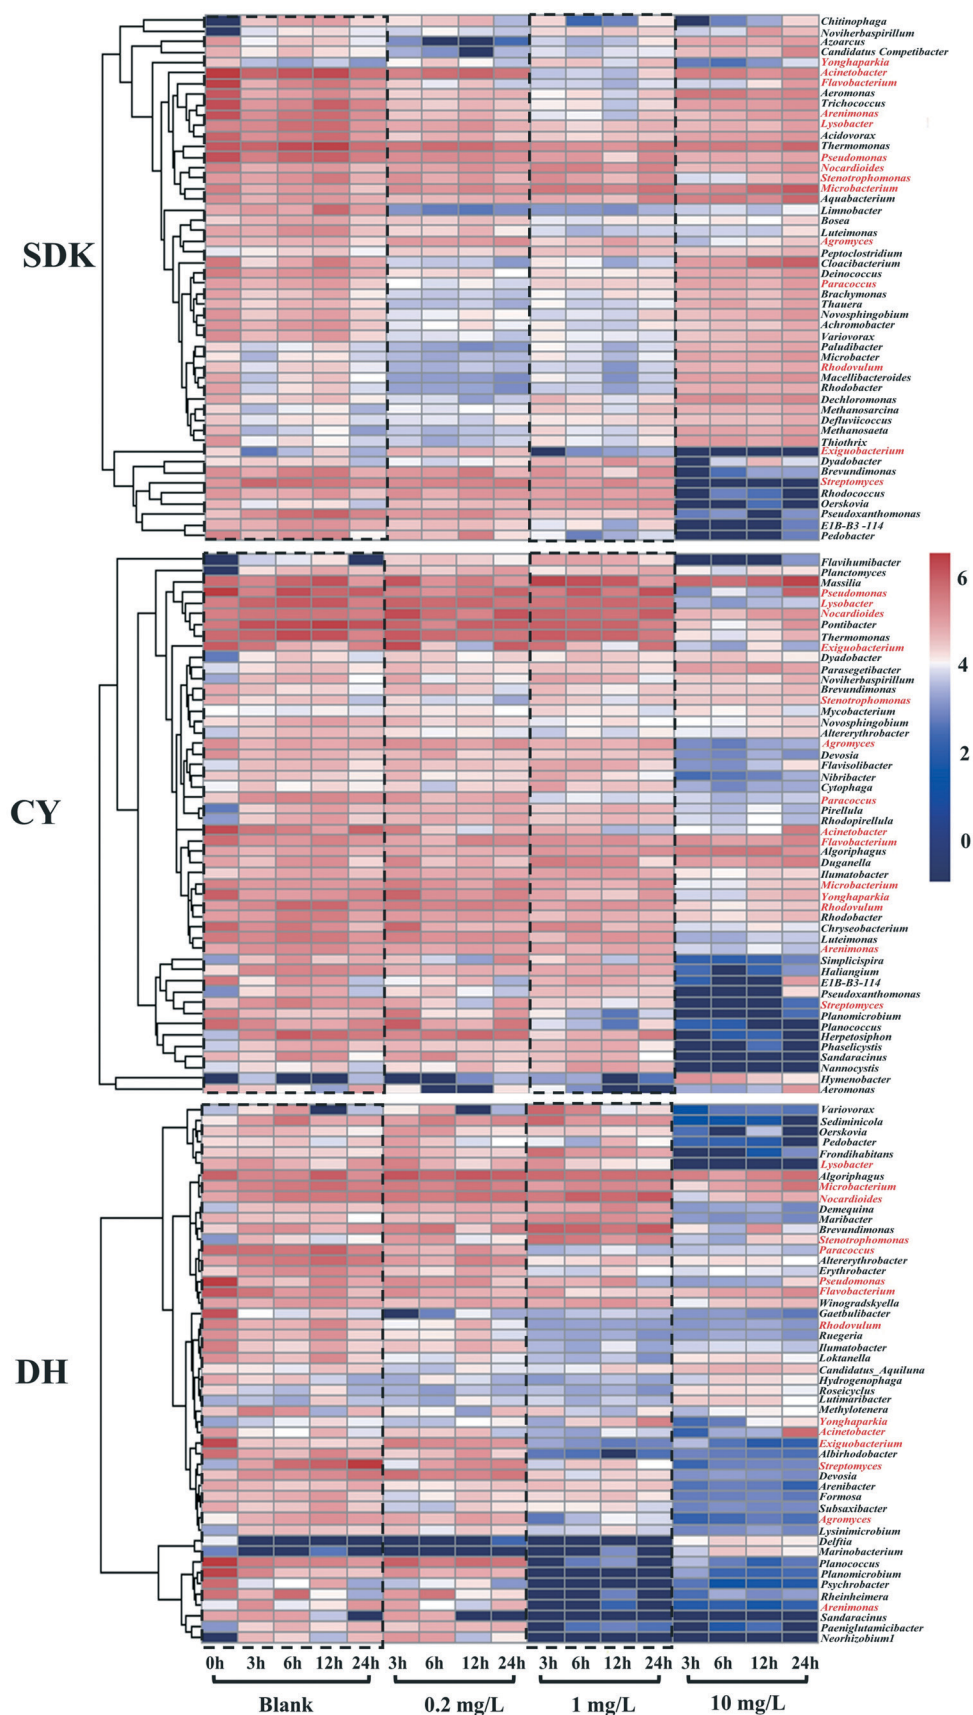 SDK
Chitinophaga
Noviherbaspirillum
Azoarcus
Candidatus Competibacter
Yonghaparkia
Acinetobacter
Flavobacterium
Aeromonas
Trichococcus
Arenimonas
Lysobacter
Acidovorax
Thermomonas
Pseudomonas
Nocardioides
Stenotrophomonas
Microbacterium
Aquabacterium
Limnobacter
Bosea
Luteimonas
Agromyces
Peptoclostridium
Cloacibacterium
Deinococcus
Paracoccus
Brachymonas
Thauera
Novosphingobium
Achromobacter
Variovorax
Paludibacter
Microbacter
Rhodovulum
Macellibacteroides
Rhodobacter
Dechloromonas
Methanosarcina
Defluviicoccus
Methanosaeta
Thiothrix
Exiguobacterium
Dyadobacter
Brevundimonas
Streptomyces
Rhodococcus
Oerskovia
Pseudoxanthomonas
E1B-B3 -114
Pedobacter
CY
Flavihumibacter
Planctomyces
Massilia
Pseudomonas
Lysobacter
Nocardioides
Pontibacter
Thermomonas
Exiguobacterium
Dyadobacter
Parasegetibacter
Noviherbaspirillum
Brevundimonas
Stenotrophomonas
Mycobacterium
Novosphingobium
Altererythrobacter
Agromyces
Devosia
Flavisolibacter
Nibribacter
Cytophaga
Paracoccus
Pirellula
Rhodopirellula
Acinetobacter
Flavobacterium
Algoriphagus
Duganella
Ilumatobacter
Microbacterium
Yonghaparkia
Rhodovulum
Rhodobacter
Chryseobacterium
Luteimonas
Arenimonas
Simplicispira
Haliangium
E1B-B3-114
Pseudoxanthomonas
Streptomyces
Planomicrobium
Planococcus
Herpetosiphon
Phaselicystis
Sandaracinus
Nannocystis
Hymenobacter
Aeromonas
6
4
2
0
DH
Variovorax
Sediminicola
Oerskovia
Pedobacter
Frondihabitans
Lysobacter
Algoriphagus
Microbacterium
Nocardioides
Demequina
Maribacter
Brevundimonas
Stenotrophomonas
Paracoccus
Altererythrobacter
Erythrobacter
Pseudomonas
Flavobacterium
Winogradskyella
Gaetbulibacter
Rhodovulum
Ruegeria
Ilumatobacter
Loktanella
Candidatus_Aquiluna
Hydrogenophaga
Roseicyclus
Lutimaribacter
Methylotenera
Yonghaparkia
Acinetobacter
Exiguobacterium
Albirhodobacter
Streptomyces
Devosia
Arenibacter
Formosa
Subsaxibacter
Agromyces
Lysinimicrobium
Delftia
Marinobacterium
Planococcus
Planomicrobium
Psychrobacter
Rheinheimera
Arenimonas
Sandaracinus
Paeniglutamicibacter
Neorhizobium1
0h 3h 6h 12h 24h 3h 6h 12h 24h 3h 6h 12h 24h 3h 6h 12h 24h
Blank 0.2 mg/L 1 mg/L 10 mg/L